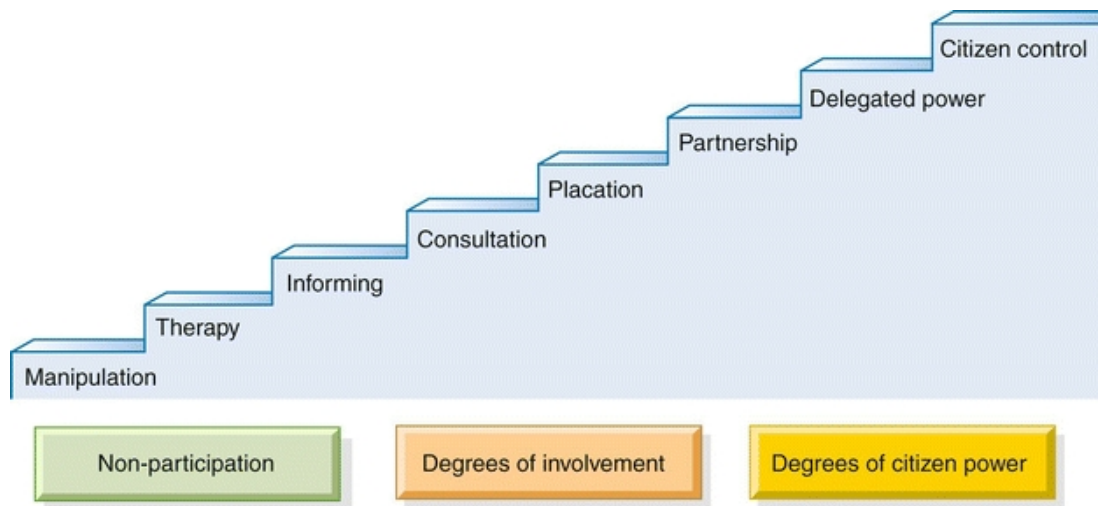 Citizen control
Delegated power
Partnership
Placation
Consultation
Informing
Therapy
Manipulation
Non-participation
Degrees of involvement
Degrees of citizen power